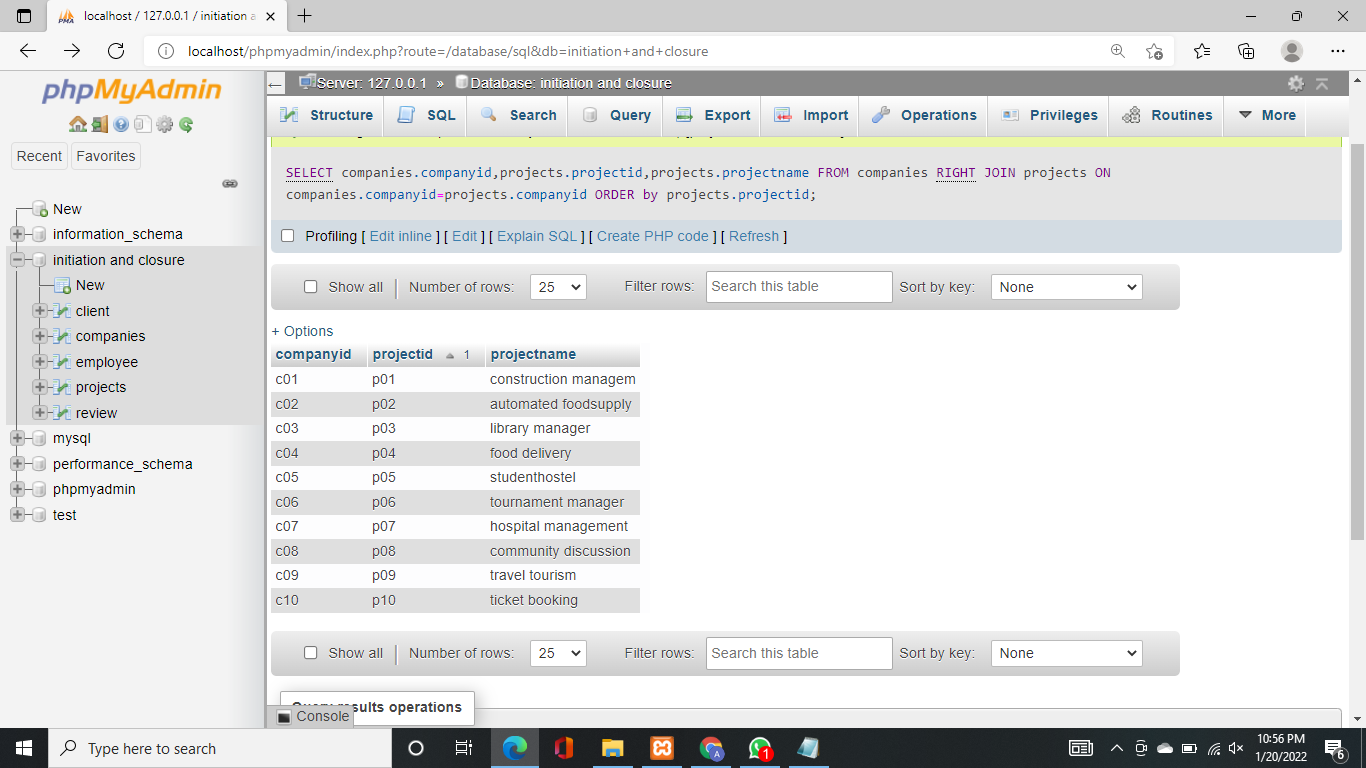 localhost / 127.0.0.1 / initiation a
localhost/phpmyadmin/index.php?route=/database/sql&db=initiation+and+closure
phpMyAdmin
Recent
Favorites
New
information_schema
initiation and closure
New
client
companies
employee
projects
review
mysql
performance_schema
phpmyadmin
test
Server: 127.0.0.1 » Database: initiation and closure
Structure SQL Search Query Export Import Operations Privileges Routines More
SELECT companies.companyid,projects.projectid,projects.projectname FROM companies RIGHT JOIN projects ON
companies.companyid=projects.companyid ORDER by projects.projectid;
Profiling [ Edit inline ] [ Edit ] [ Explain SQL ] [ Create PHP code ] [ Refresh ]
Show all Number of rows: 25 Filter rows: Search this table Sort by key: None
+ Options
companyid projectid 1 projectname
c01 p01 construction managem
c02 p02 automated foodsupply
c03 p03 library manager
c04 p04 food delivery
c05 p05 studenthostel
c06 p06 tournament manager
c07 p07 hospital management
c08 p08 community discussion
c09 p09 travel tourism
c10 p10 ticket booking
Show all Number of rows: 25 Filter rows: Search this table Sort by key: None
Query results operations
Console
Type here to search
10:56 PM
1/20/2022
1
6